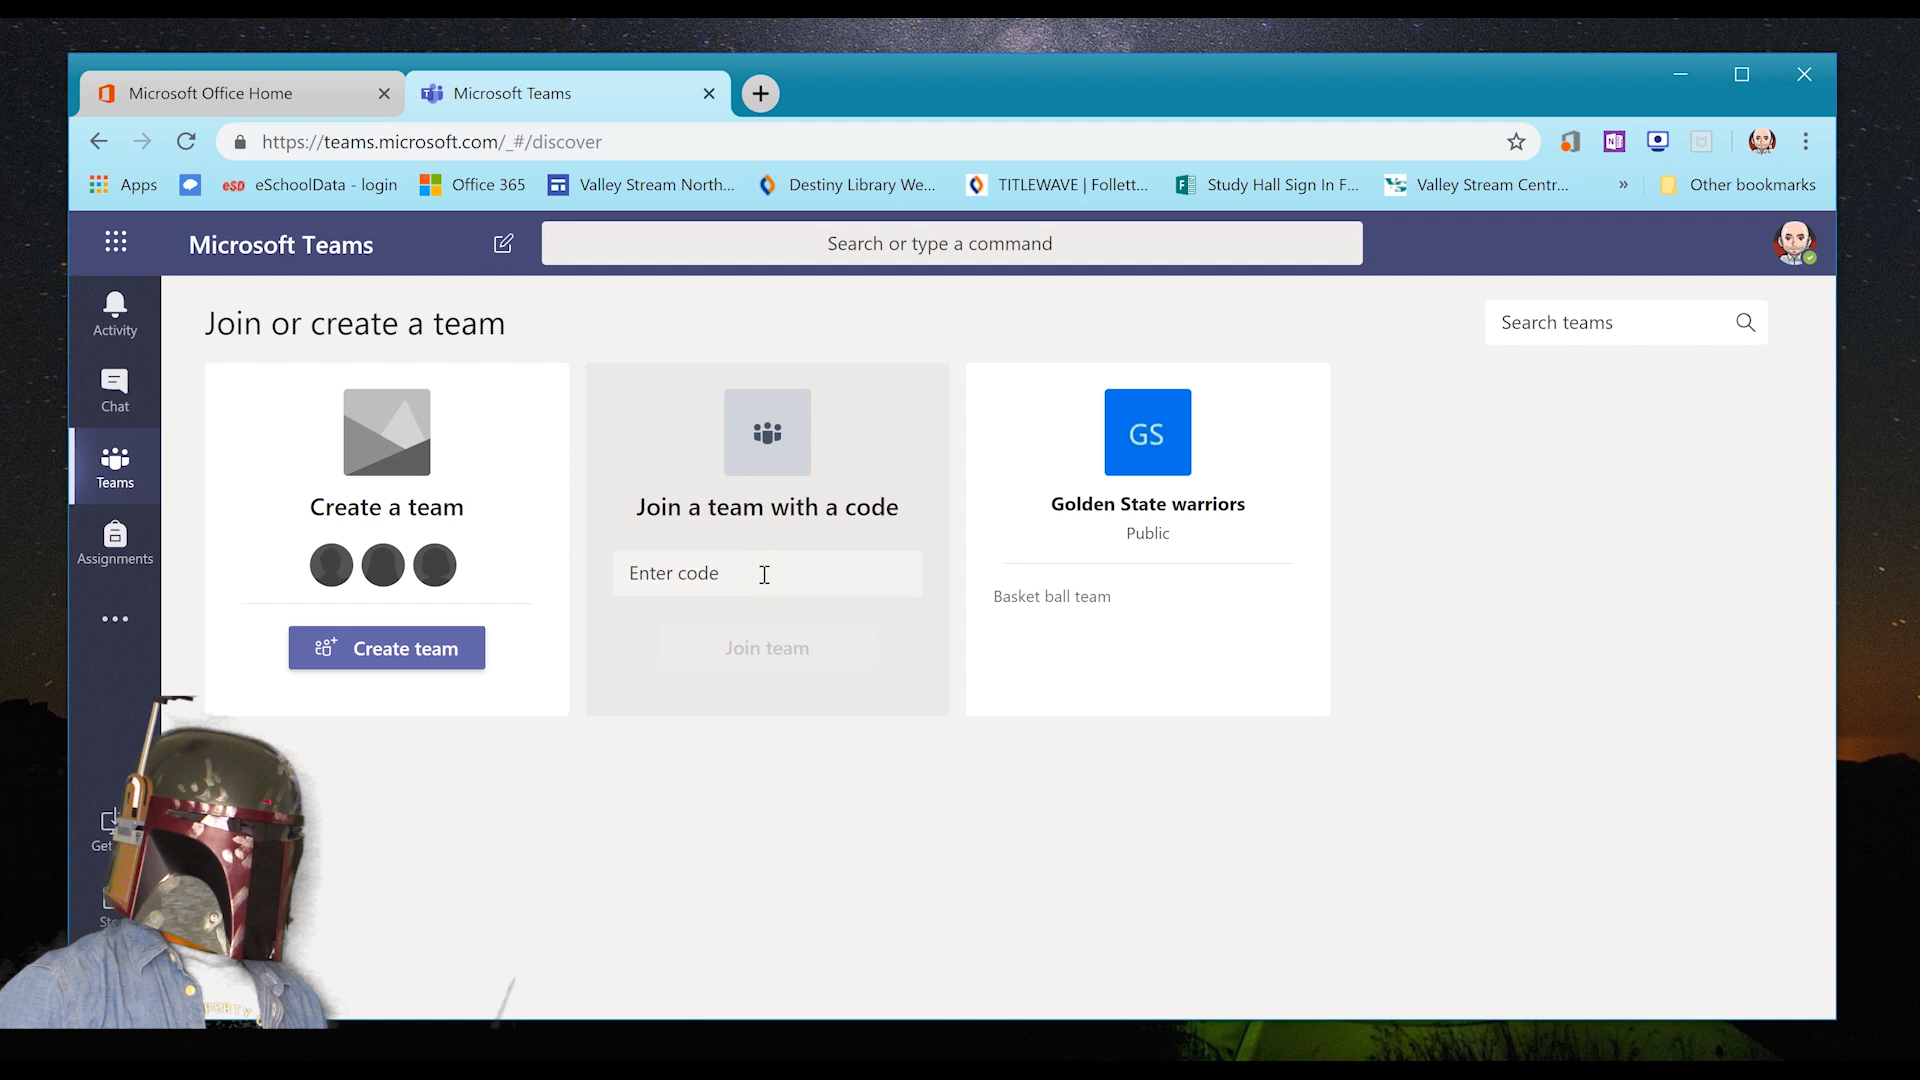 Microsoft Office Home
Microsoft Teams
https://teams.microsoft.com/_#/discover
Apps
esd eSchoolData - login
Office 365
Valley Stream North...
Destiny Library We...
TITLEWAVE | Follett...
Study Hall Sign In F...
Valley Stream Centr...
»
Other bookmarks
Microsoft Teams
Search or type a command
Activity
Chat
Teams
Assignments
Join or create a team
Search teams
Create a team
Create team
Join a team with a code
Enter code
Join team
GS
Golden State warriors
Public
Basket ball team
Get